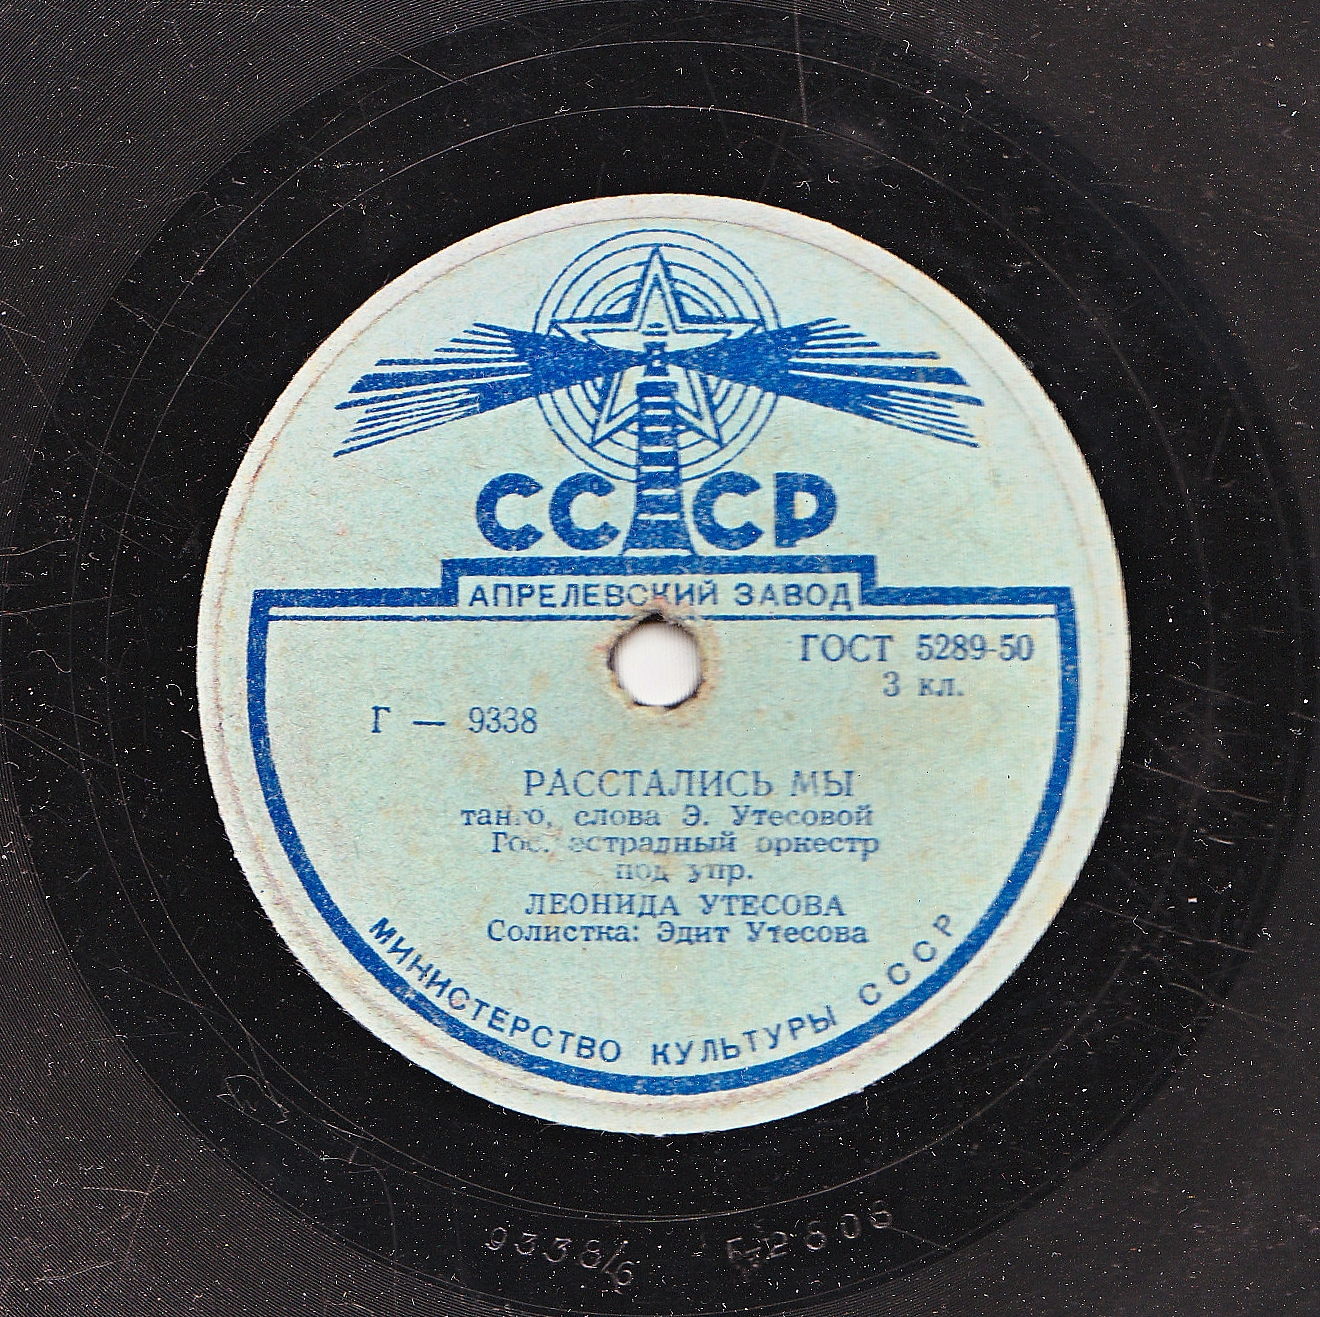 СССР
АПРЕЛЕВСКИЙ ЗАВОД
ГОСТ 5289-50
3 кл.
Г — 9338
РАССТАЛИСЬ МЫ
танго, слова Э. Утесовой
Гос. эстрадный оркестр
под упр.
ЛЕОНИДА УТЕСОВА
Солистка: Эдит Утесова
МИНИСТЕРСТВО КУЛЬТУРЫ СССР
9338/6